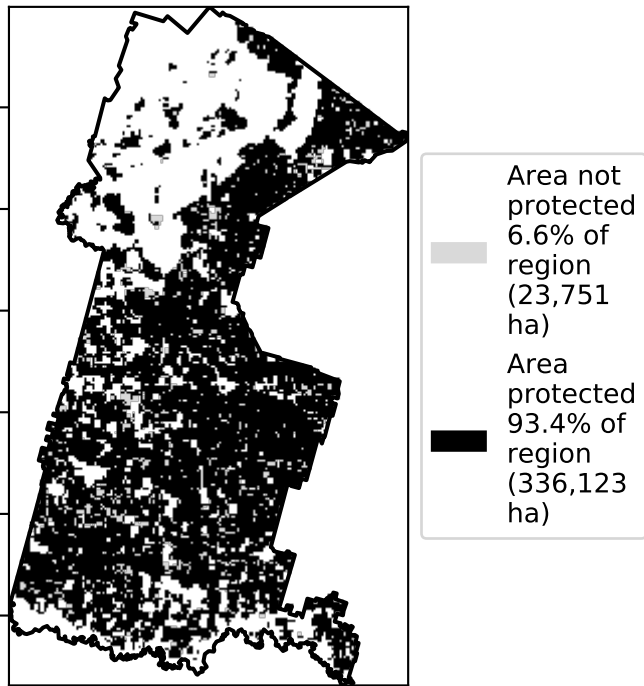 Area not
protected
6.6% of
region
(23,751
ha)
Area
protected
93.4% of
region
(336,123
ha)